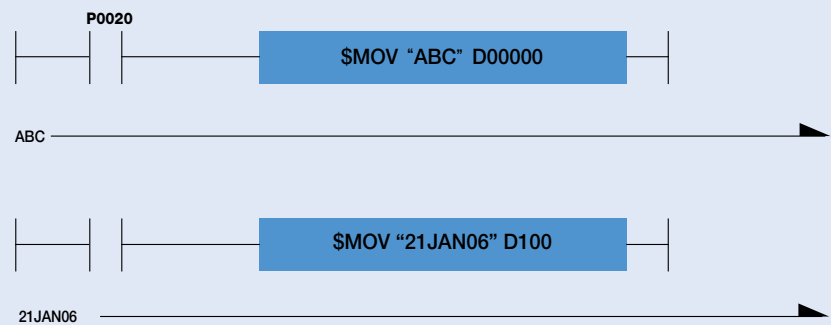 P0020
$MOV “ABC” D00000
ABC
$MOV “21JAN06” D100
21JAN06